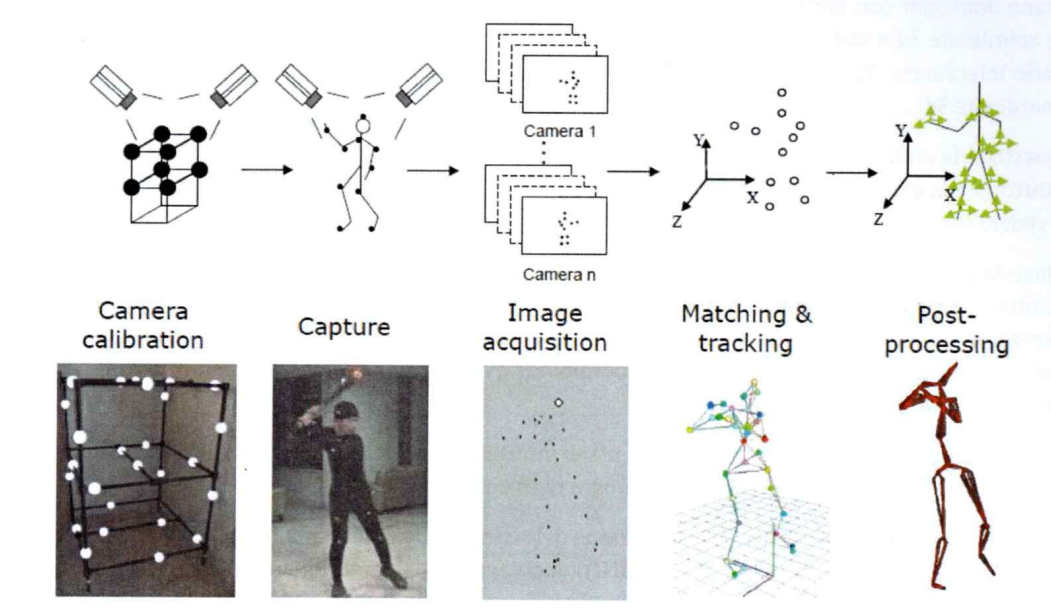 Camera 1
Camera n
Y
X
Z
Y
X
Z
Camera
calibration
Capture
Image
acquisition
Matching &
tracking
Post-
processing